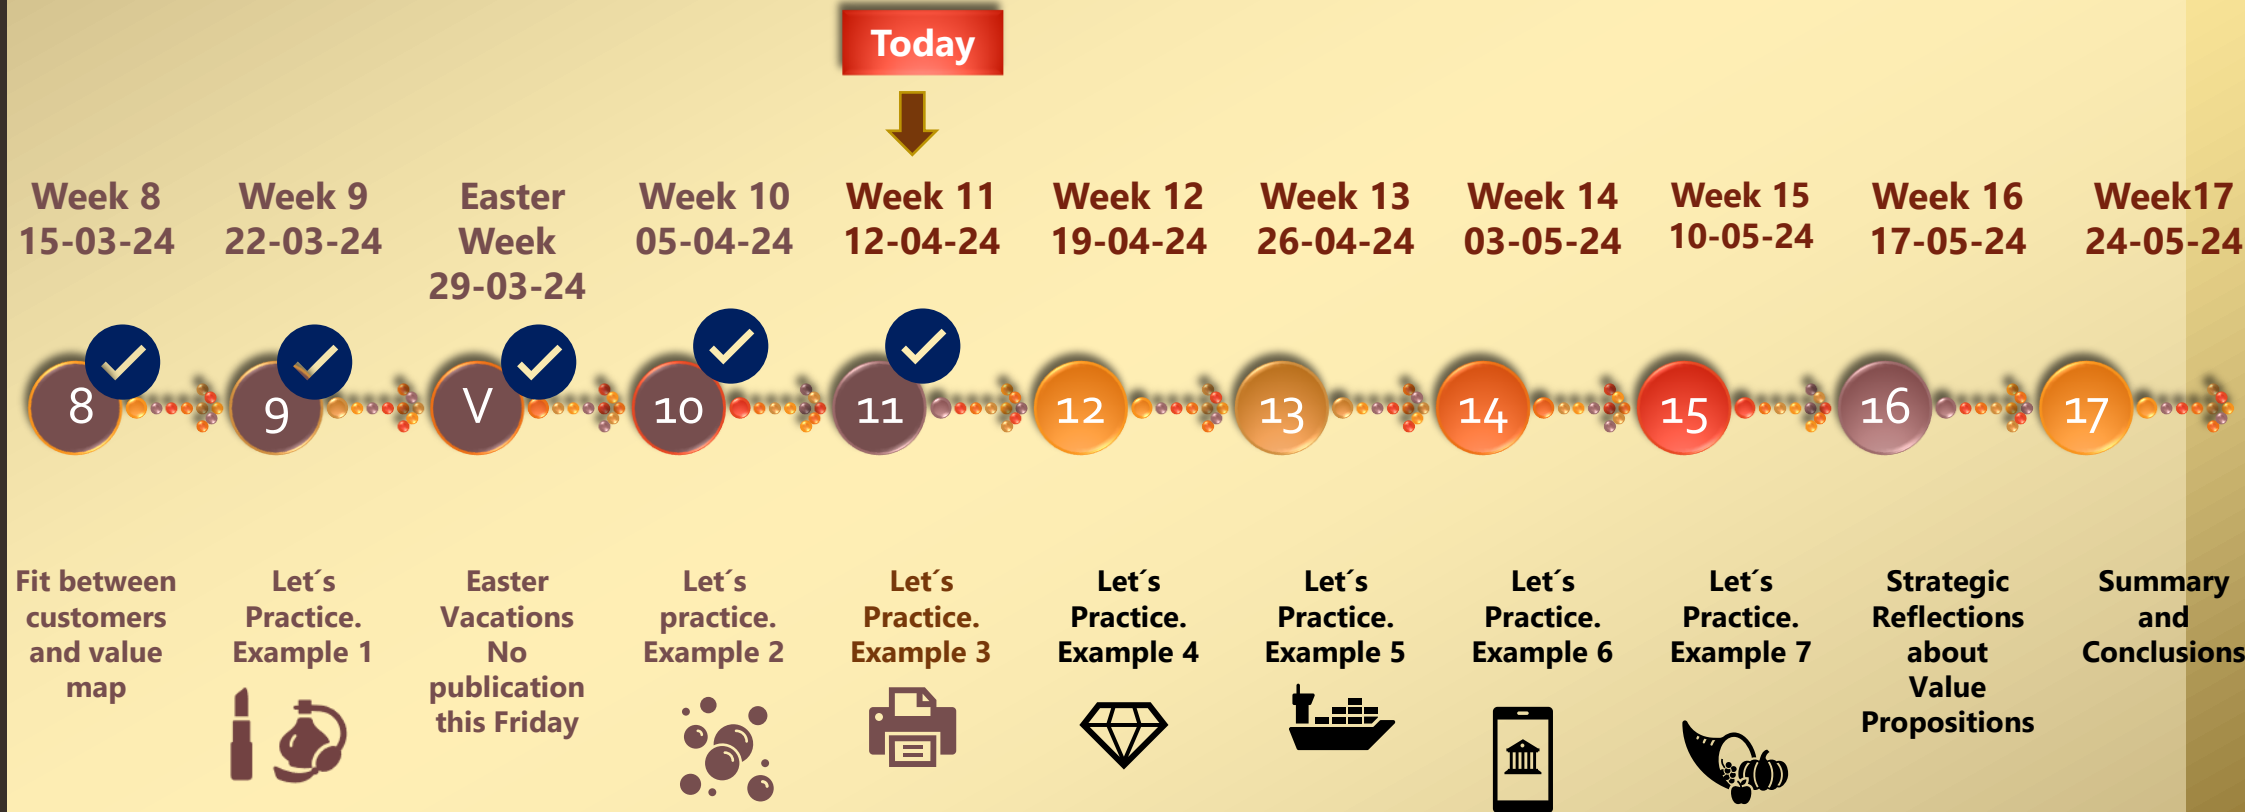 Today
Week 8
15-03-24
Week 9
22-03-24
Easter
Week
29-03-24
Week 10
05-04-24
Week 11
12-04-24
Week 12
19-04-24
Week 13
26-04-24
Week 14
03-05-24
Week 15
10-05-24
Week 16
17-05-24
Week17
24-05-24
8
9
V
10
11
12
13
14
15
16
17
Fit between
customers
and value
map
Let´s
Practice.
Example 1
Easter
Vacations
No
publication
this Friday
Let´s
practice.
Example 2
Let´s
Practice.
Example 3
Let´s
Practice.
Example 4
Let´s
Practice.
Example 5
Let´s
Practice.
Example 6
Let´s
Practice.
Example 7
Strategic
Reflections
about
Value
Propositions
Summary
and
Conclusions